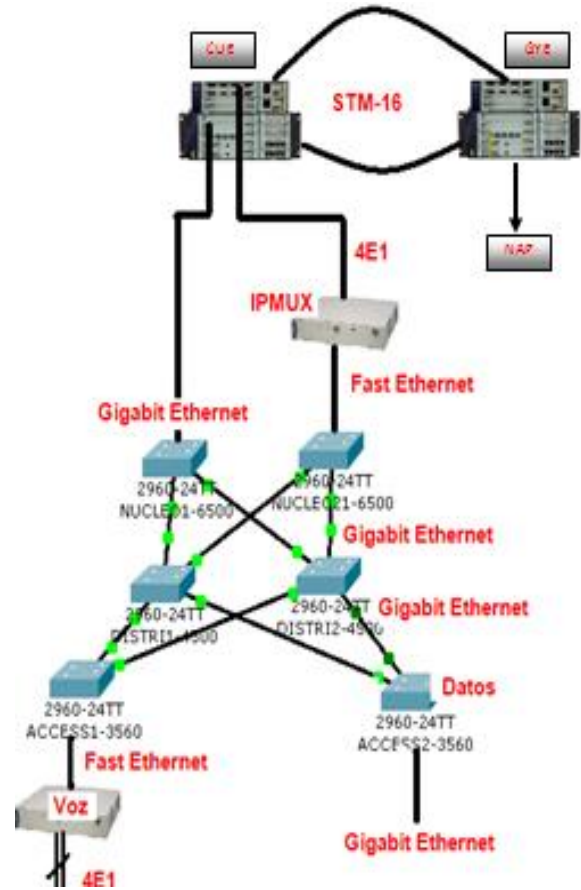 Cue
Gye
STM-16
NAP
4E1
IPMUX
Fast Ethernet
Gigabit Ethernet
2960-24TT
NUCLEO1-6500
2960-24TT
NUCLEO21-6500
Gigabit Ethernet
2960-24TT
DISTRI1-4500
2960-24TT
DISTRI2-4500
Gigabit Ethernet
Datos
2960-24TT
ACCESS1-3560
2960-24TT
ACCESS2-3560
Fast Ethernet
Voz
Gigabit Ethernet
4E1